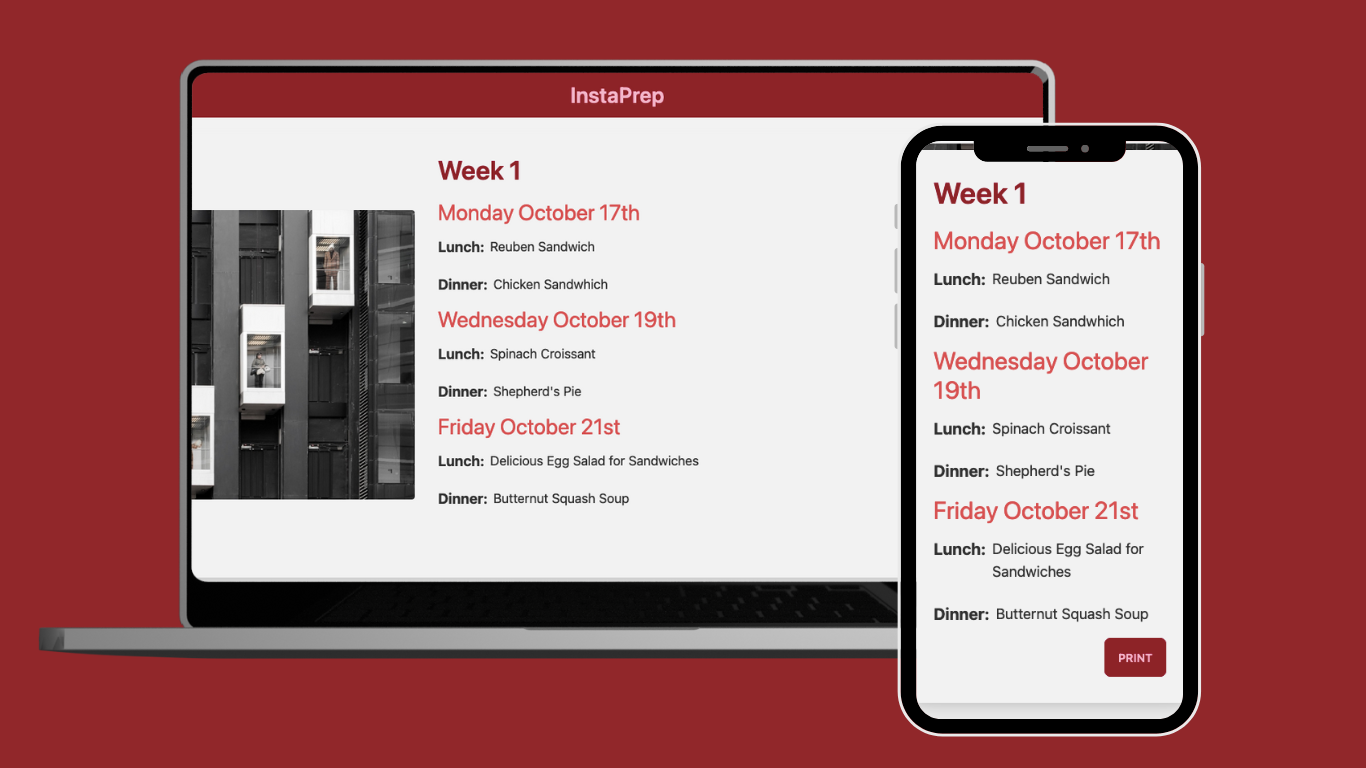 InstaPrep
Week 1
Monday October 17th
Lunch: Reuben Sandwich
Dinner: Chicken Sandwhich
Wednesday October 19th
Lunch: Spinach Croissant
Dinner: Shepherd's Pie
Friday October 21st
Lunch: Delicious Egg Salad for Sandwiches
Dinner: Butternut Squash Soup
Week 1
Monday October 17th
Lunch: Reuben Sandwich
Dinner: Chicken Sandwhich
Wednesday October
19th
Lunch: Spinach Croissant
Dinner: Shepherd's Pie
Friday October 21st
Lunch: Delicious Egg Salad for
Sandwiches
Dinner: Butternut Squash Soup
PRINT